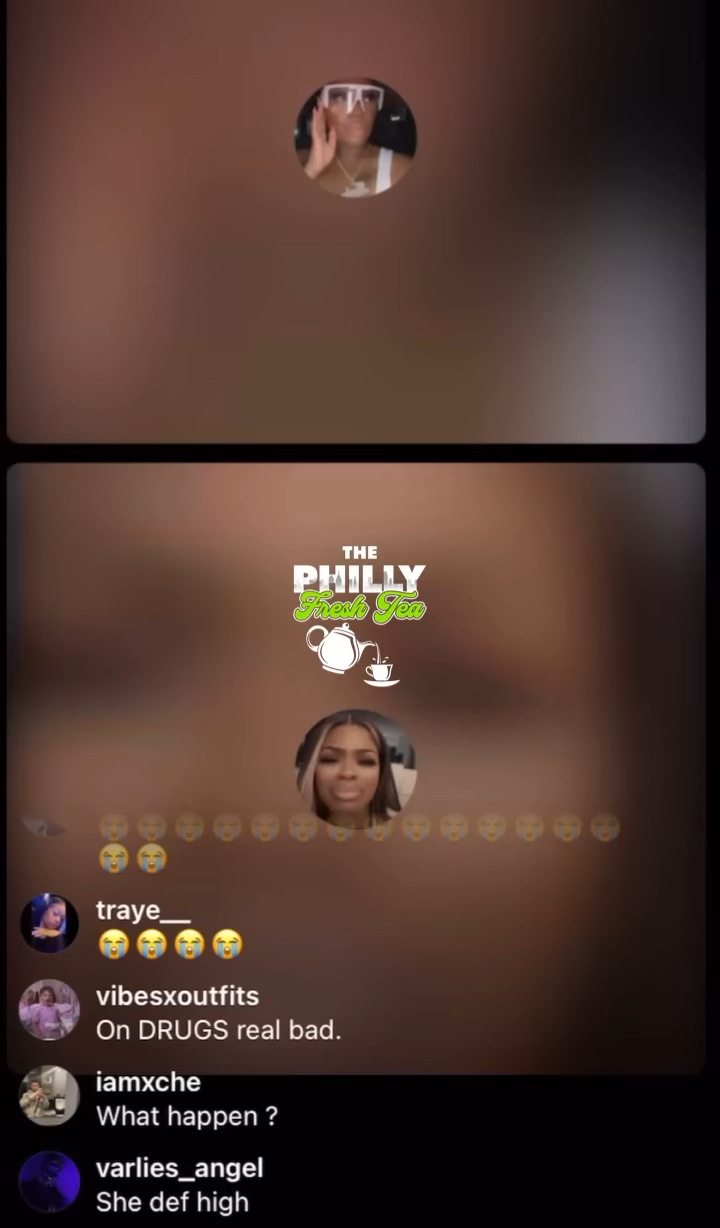 THE
PHILLY
Fresh Tea
😭😭😭😭😭😭😭😭😭😭😭😭😭😭
😭😭
traye__
😭😭😭😭
vibesxoutfits
On DRUGS real bad.
iamxche
What happen ?
varlies_angel
She def high